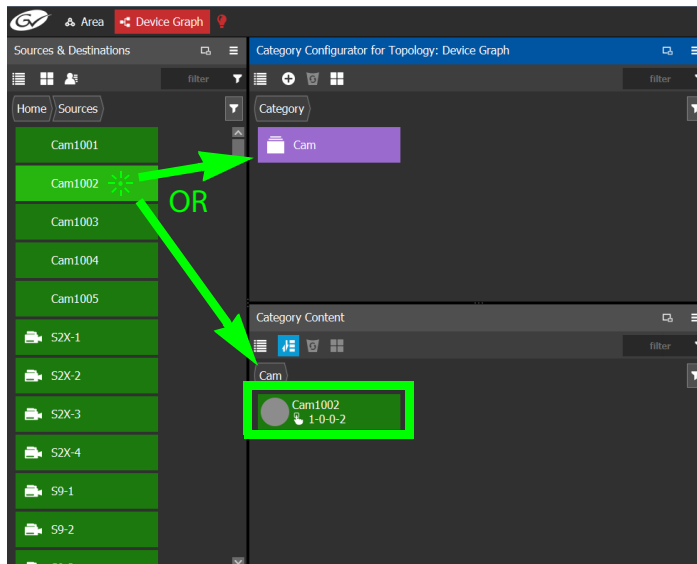 GV
Area
Device Graph
Sources & Destinations
filter
Home
Sources
Cam1001
Cam1002
Cam1003
Cam1004
Cam1005
S2X-1
S2X-2
S2X-3
S2X-4
S9-1
S9-2
OR
Category Configurator for Topology: Device Graph
filter
Category
Cam
Category Content
filter
Cam
Cam1002
1-0-0-2